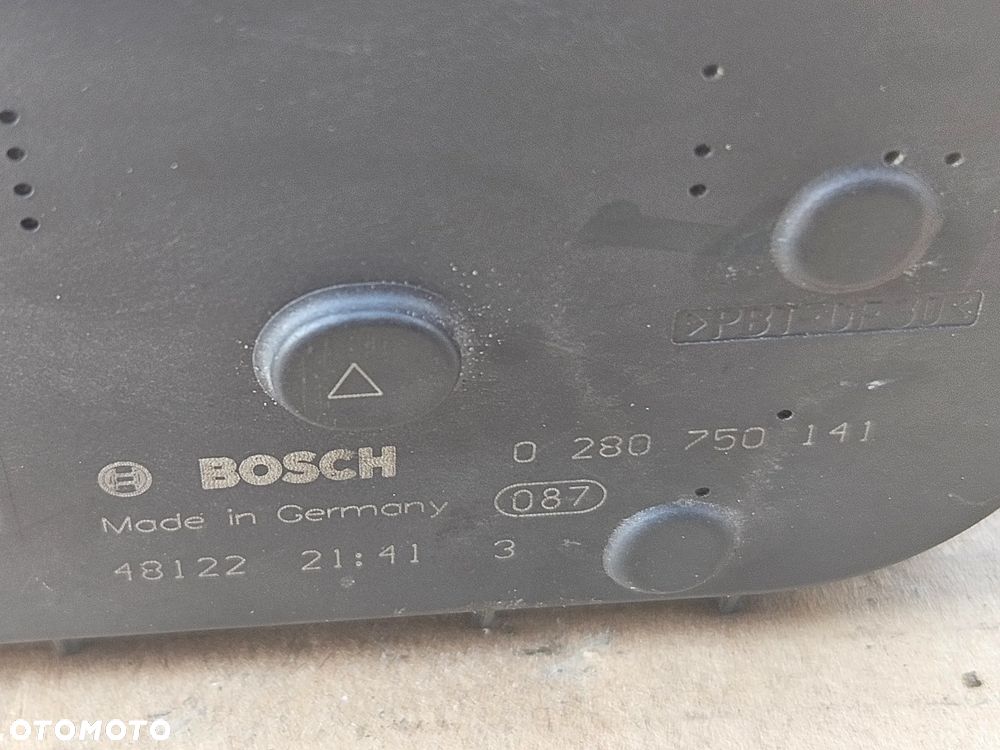 >PBT-GF30<
BOSCH 0 280 750 141
Made in Germany 087
48122 21:41 3
OTOMOTO